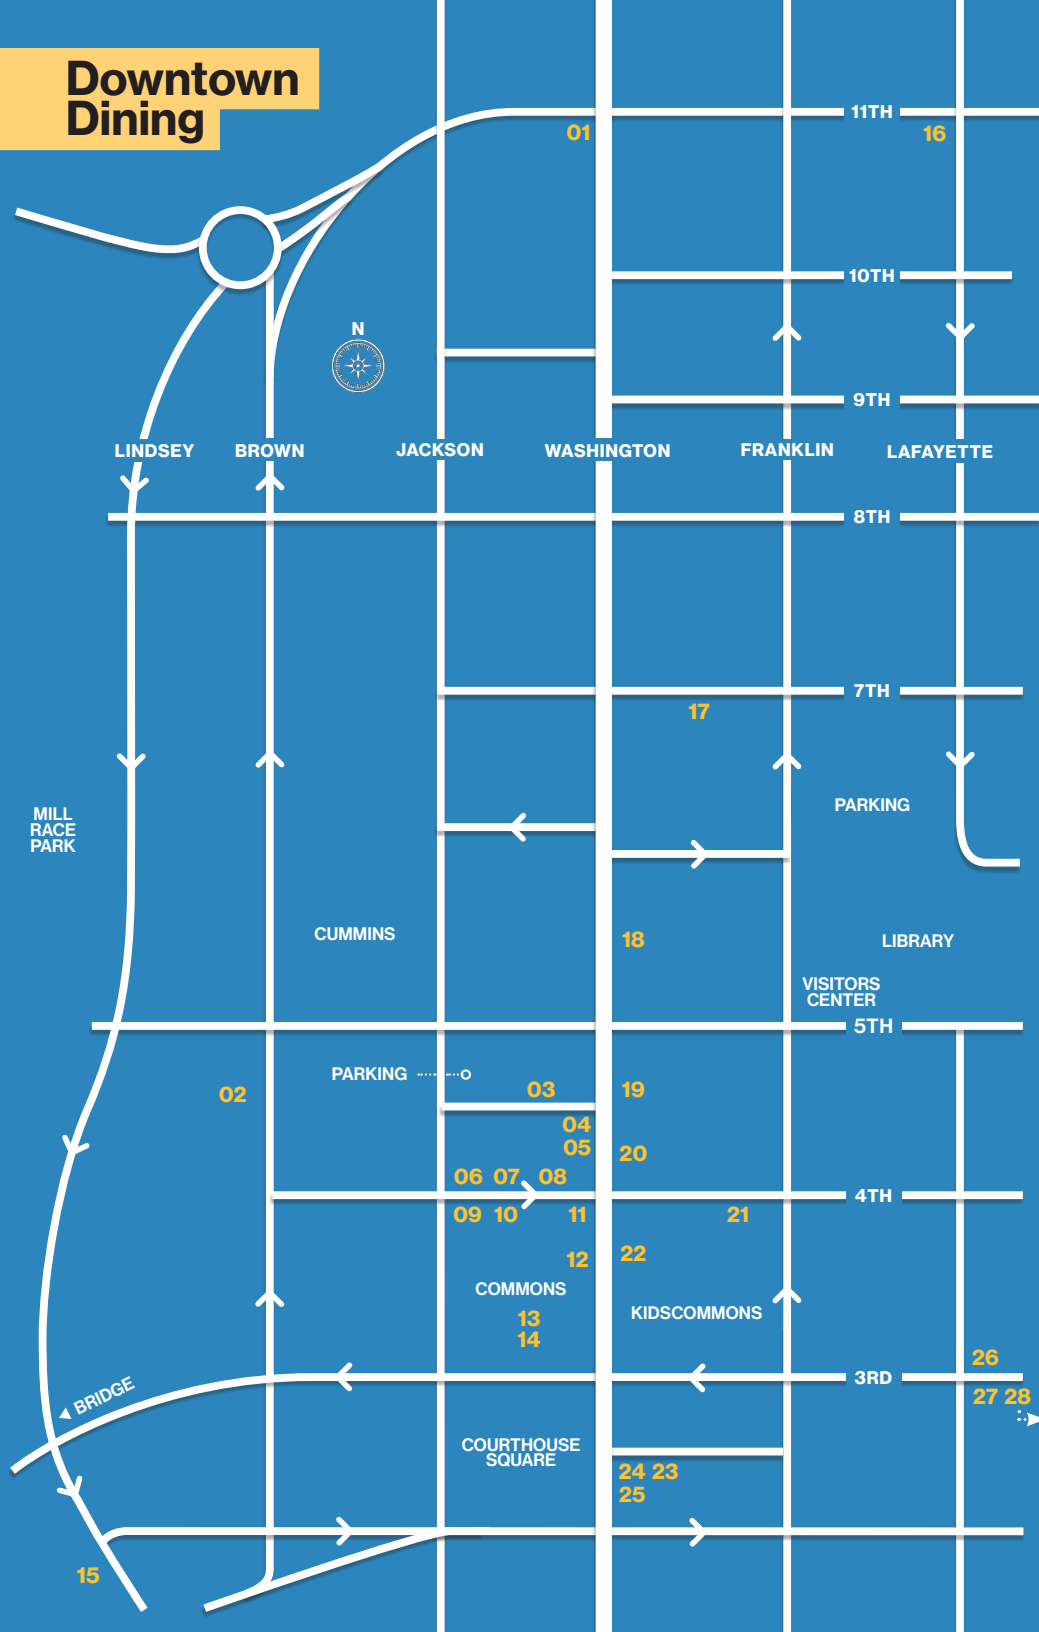 Downtown
Dining
11TH
01
16
10TH
N
9TH
LINDSEY
BROWN
JACKSON
WASHINGTON
FRANKLIN
LAFAYETTE
8TH
7TH
17
PARKING
MILL
RACE
PARK
CUMMINS
18
LIBRARY
VISITORS
CENTER
5TH
PARKING
02
03
19
04
05
20
06 07 08
4TH
09 10
11
21
12
22
COMMONS
KIDSCOMMONS
13
14
26
3RD
BRIDGE
27 28
COURTHOUSE
SQUARE
24 23
25
15